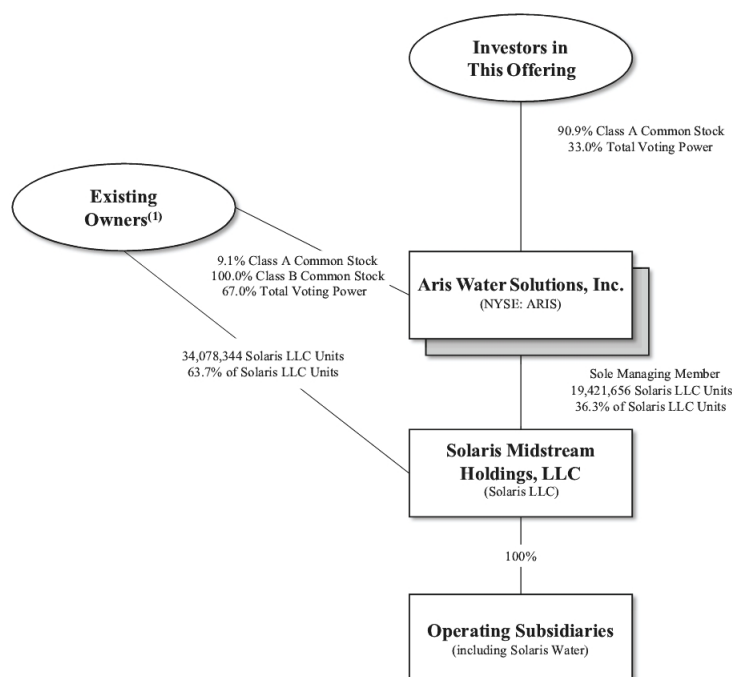 Investors in
This Offering
90.9% Class A Common Stock
33.0% Total Voting Power
Existing
Owners(1)
9.1% Class A Common Stock
100.0% Class B Common Stock
67.0% Total Voting Power
Aris Water Solutions, Inc.
(NYSE: ARIS)
34,078,344 Solaris LLC Units
63.7% of Solaris LLC Units
Sole Managing Member
19,421,656 Solaris LLC Units
36.3% of Solaris LLC Units
Solaris Midstream
Holdings, LLC
(Solaris LLC)
100%
Operating Subsidiaries
(including Solaris Water)